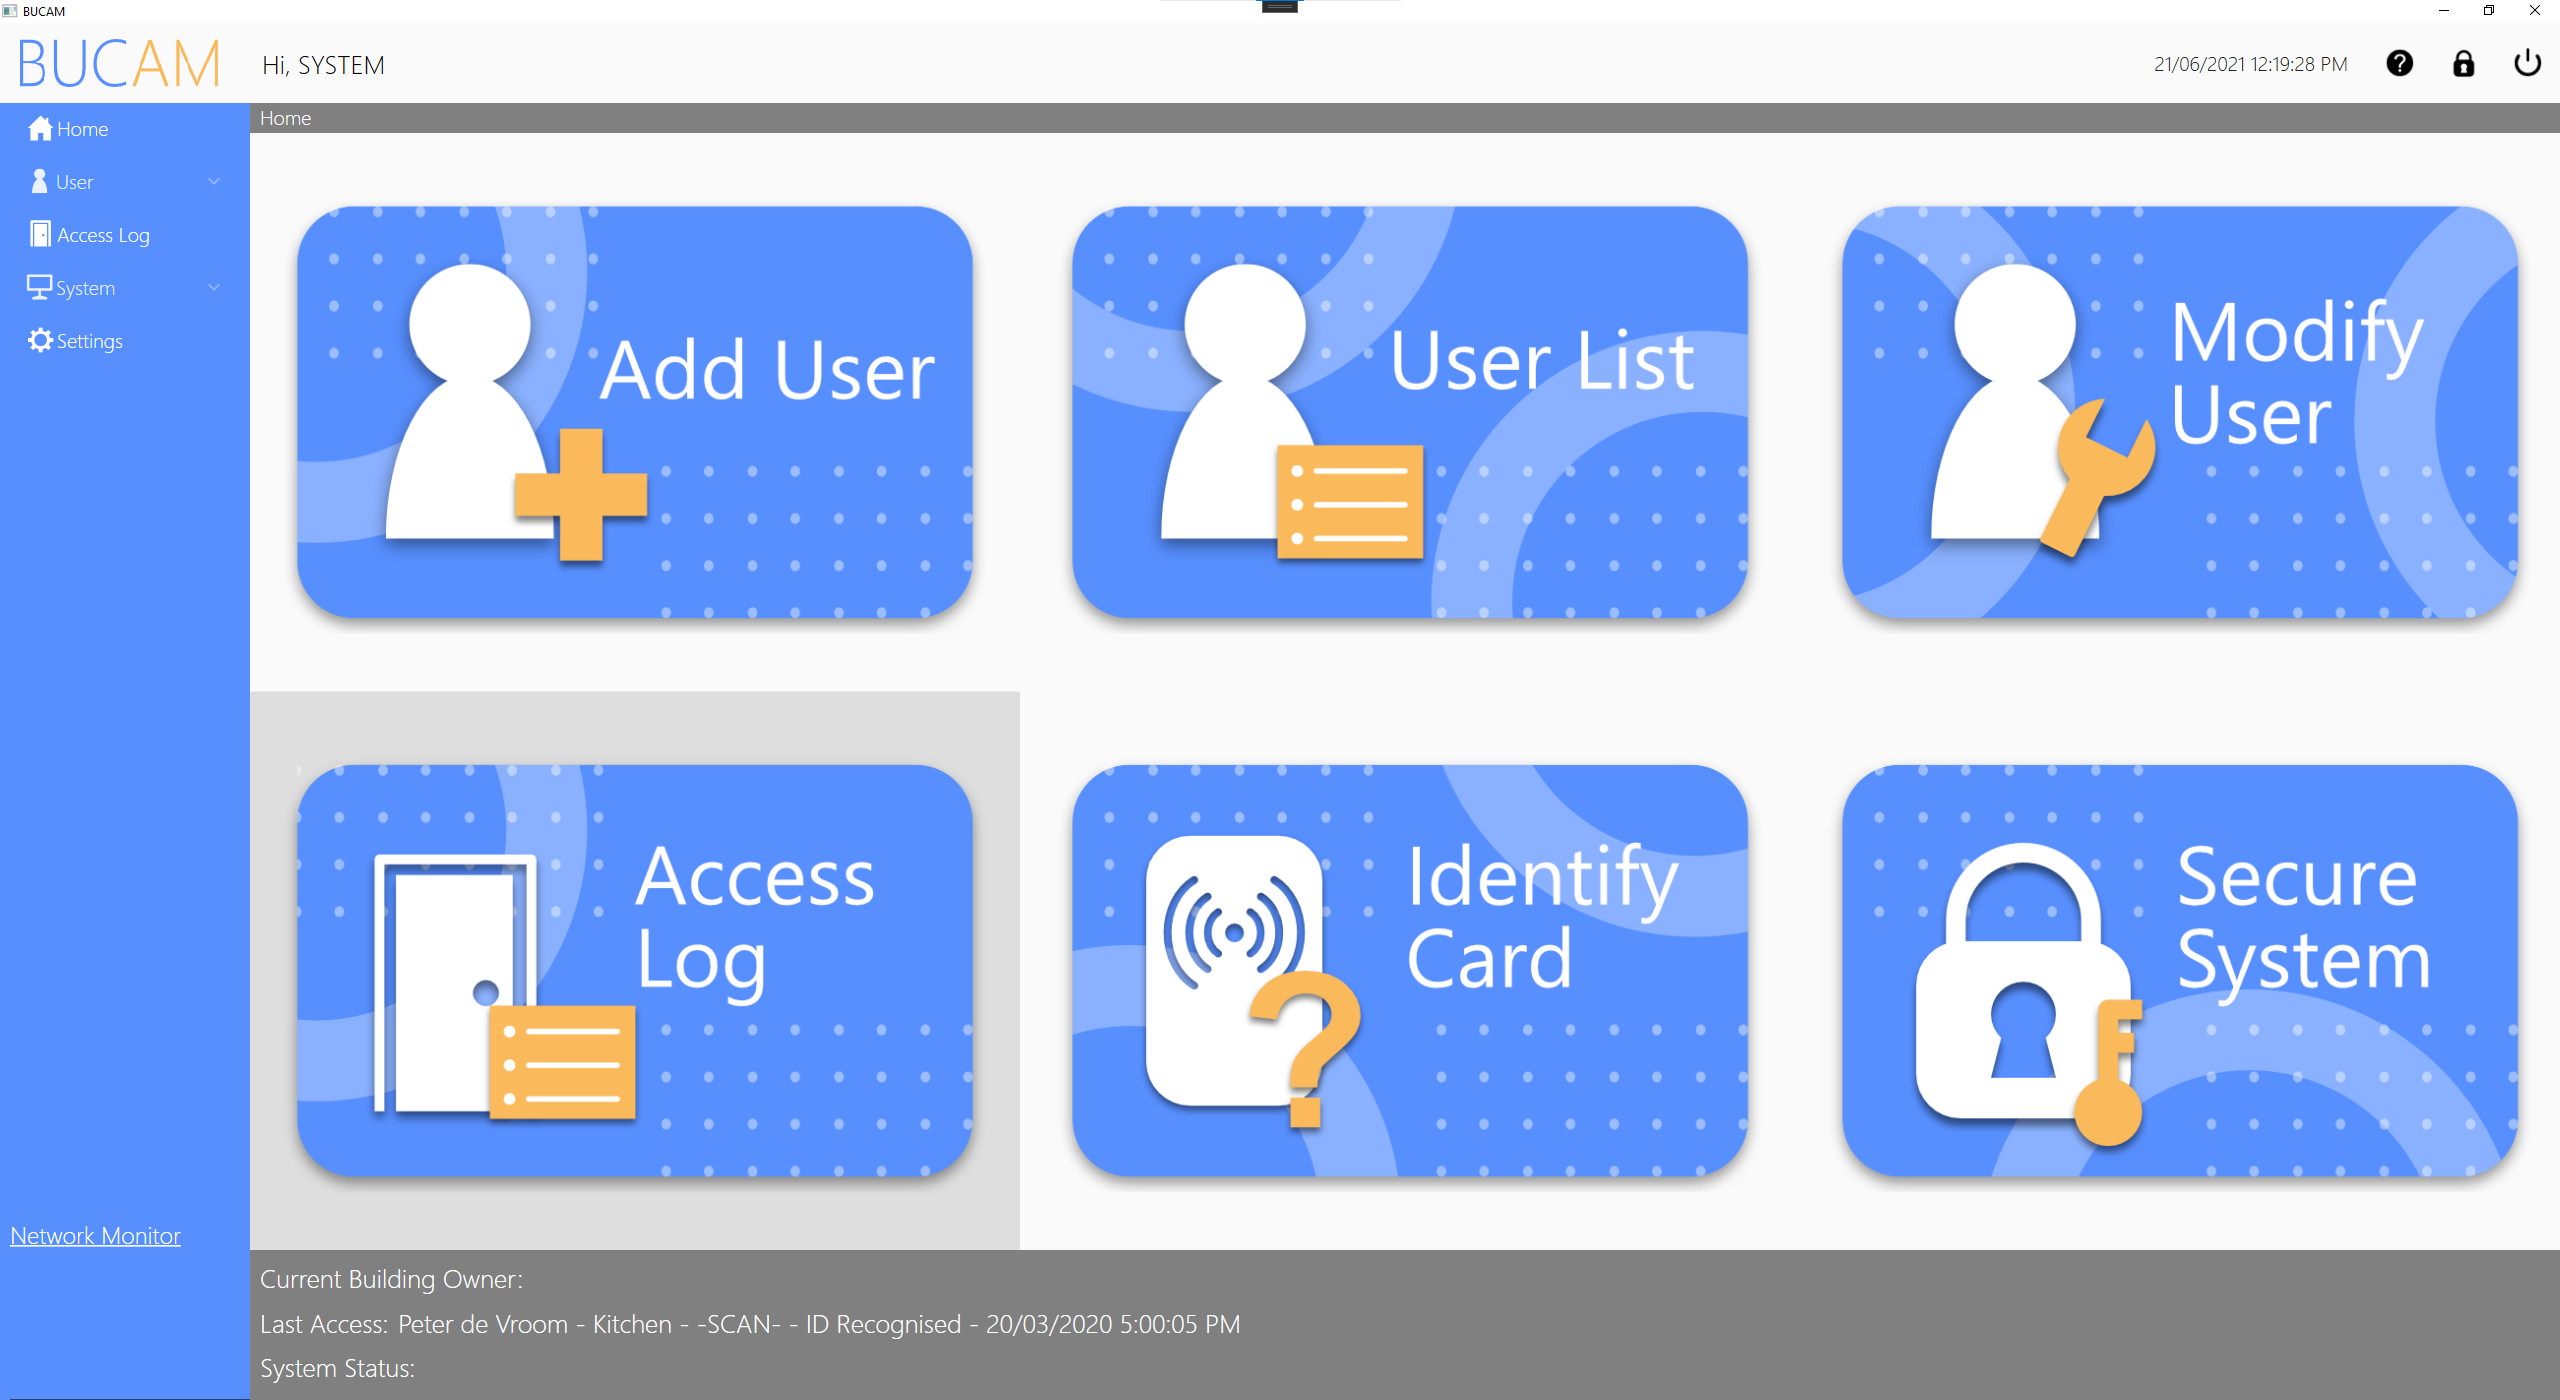 BUCAM
BUCAM
Hi, SYSTEM
21/06/2021 12:19:28 PM
Home
Home
User
Access Log
System
Settings
Add User
User List
Modify
User
Access
Log
Identify
Card
Secure
System
Network Monitor
Current Building Owner:
Last Access: Peter de Vroom - Kitchen - -SCAN- - ID Recognised - 20/03/2020 5:00:05 PM
System Status: